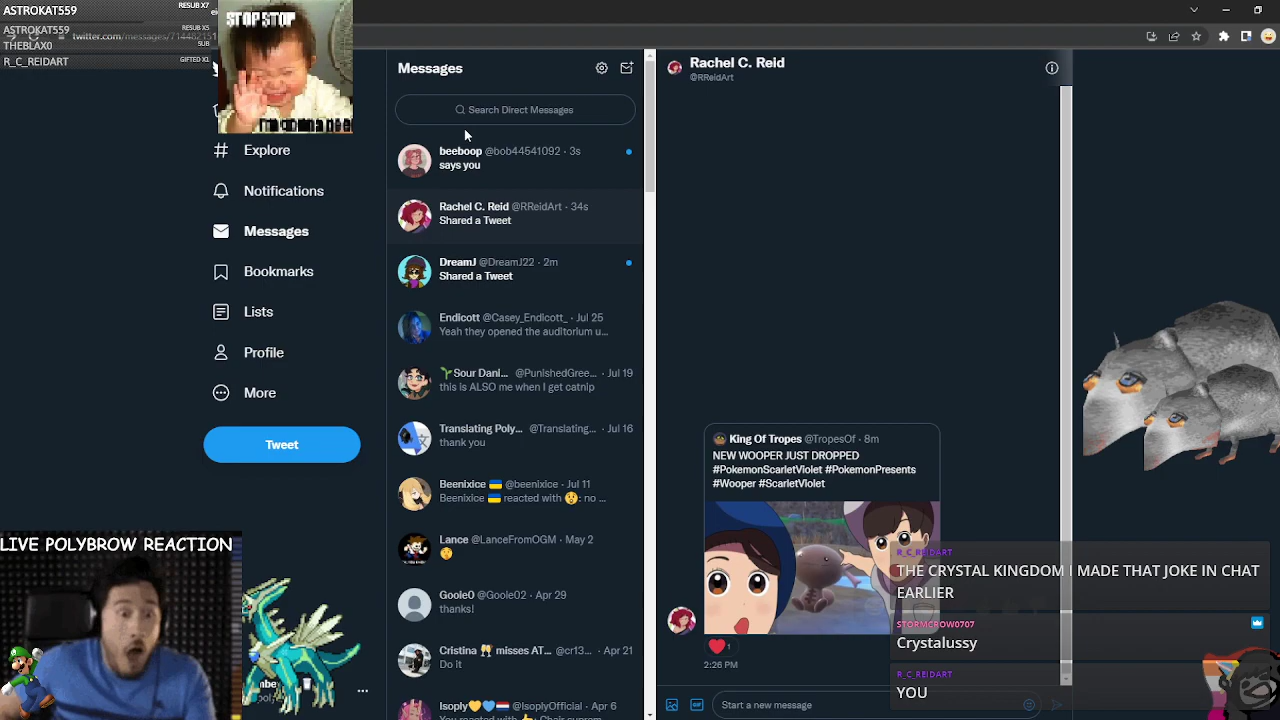 ASTROKAT559 RESUB X7
ASTROKAT559 RESUB X5
THEBLAX0 SUB
R_C_REIDART GIFTED X1
twitter.com/messages/714482151
STOP STOP
Explore
Notifications
Messages
Bookmarks
Lists
Profile
More
Tweet
LIVE POLYBROW REACTION
Messages
Search Direct Messages
beeboop @bob44541092 · 3s
says you
Rachel C. Reid @RReidArt · 34s
Shared a Tweet
DreamJ @DreamJ22 · 2m
Shared a Tweet
Endicott @Casey_Endicott_ · Jul 25
Yeah they opened the auditorium u...
🌱Sour Dani... @PunishedGree... · Jul 19
this is ALSO me when I get catnip
Translating Poly... @Translating... · Jul 16
thank you
Beenixice 🇺🇦 @beenixice · Jul 11
Beenixice 🇺🇦 reacted with 🤨: no ...
Lance @LanceFromOGM · May 2
Goole0 @Goole02 · Apr 29
thanks!
Cristina 🥂 misses AT... @cr13... · Apr 21
Do it
Isoply🧡💛🇳🇱 @IsoplyOfficial · Apr 6
Rachel C. Reid
@RReidArt
King Of Tropes @TropesOf · 8m
NEW WOOPER JUST DROPPED
#PokemonScarletViolet #PokemonPresents
#Wooper #ScarletViolet
1
2:26 PM
Start a new message
R_C_REIDART
THE CRYSTAL KINGDOM I MADE THAT JOKE IN CHAT
EARLIER
STORMCROW0707
Crystalussy
R_C_REIDART
YOU